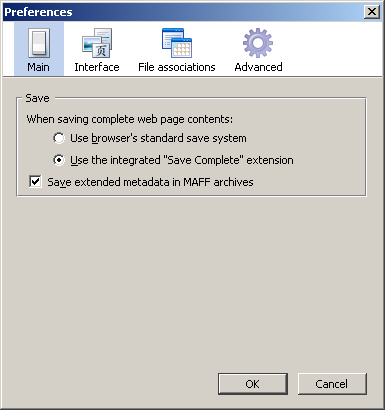 Preferences
Main Interface File associations Advanced
Save
When saving complete web page contents:
Use browser's standard save system
Use the integrated "Save Complete" extension
Save extended metadata in MAFF archives
OK Cancel